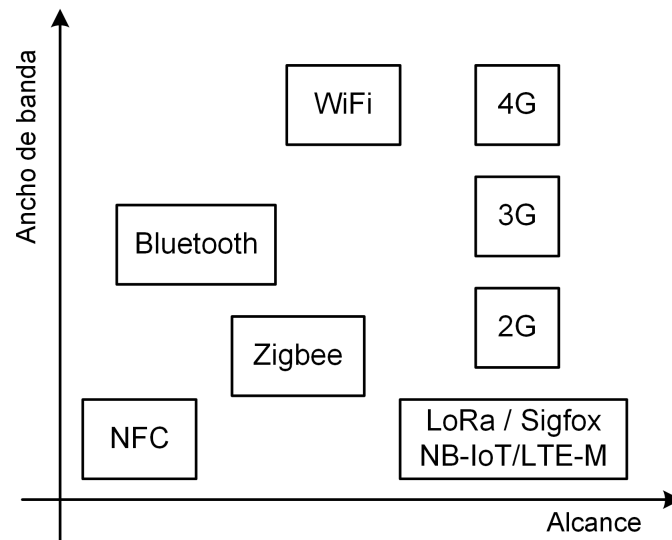 Ancho de banda
WiFi
4G
Bluetooth
3G
Zigbee
2G
NFC
LoRa / Sigfox
NB-IoT/LTE-M
Alcance